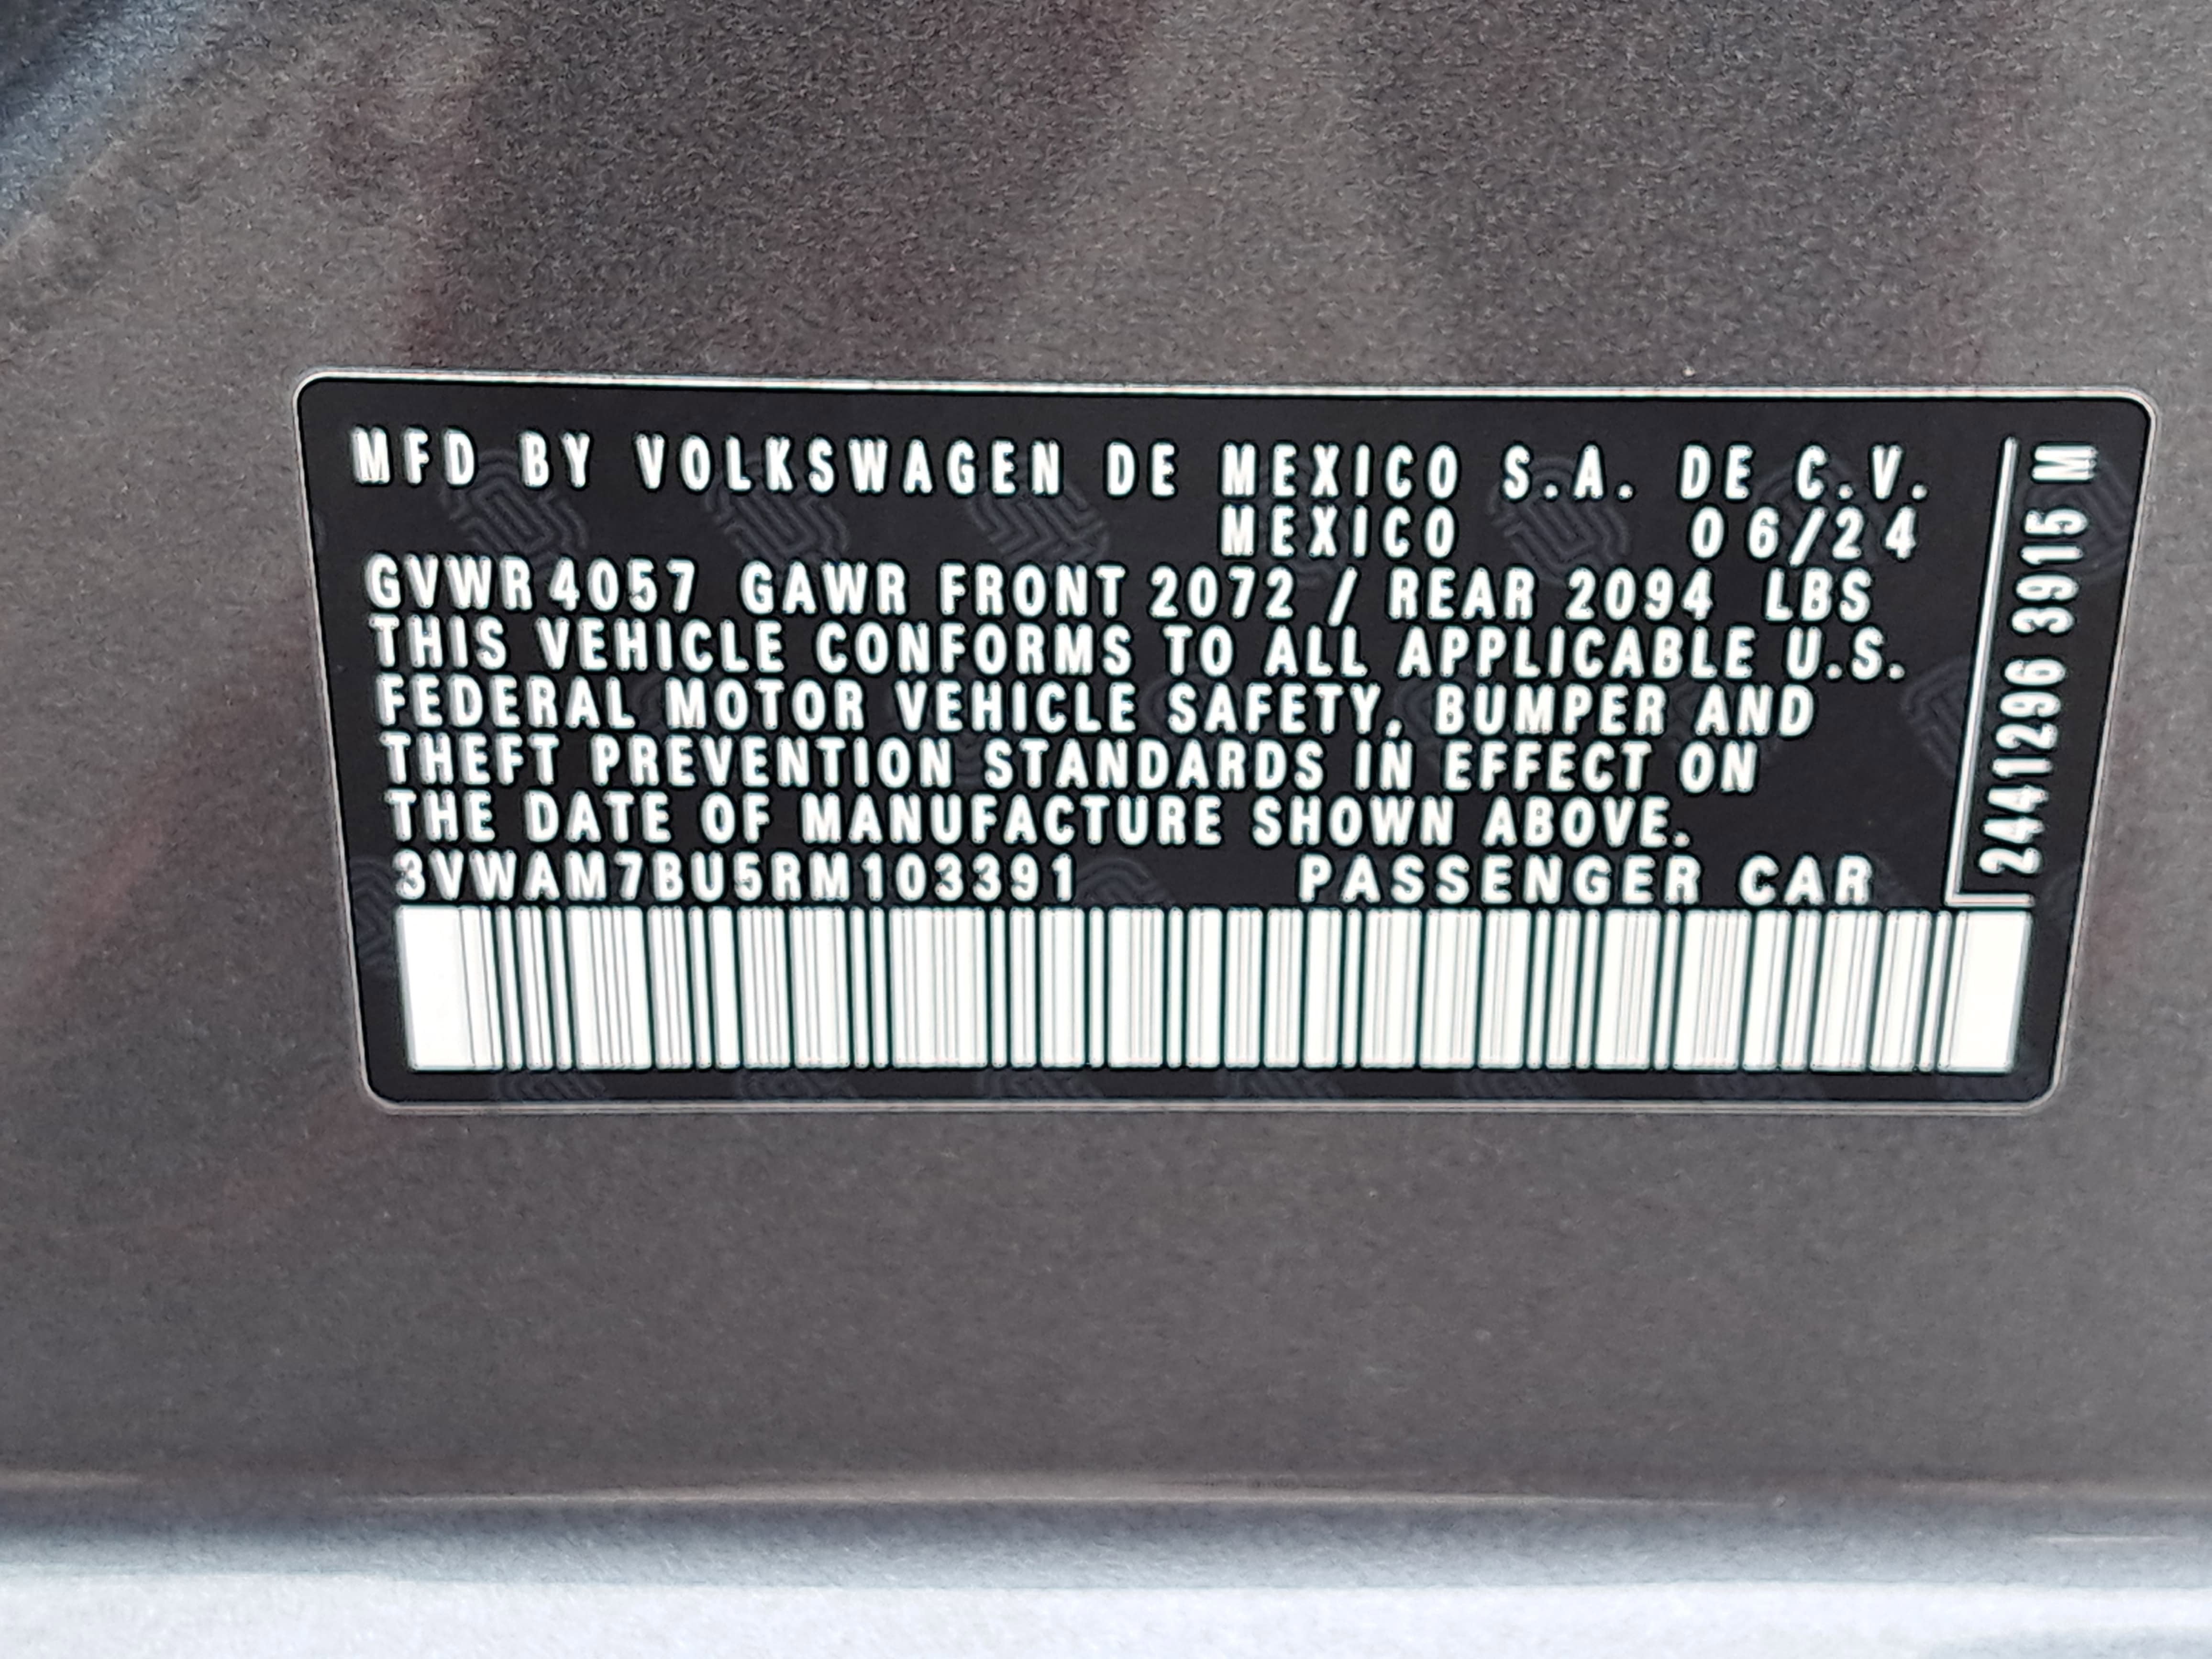 MFD BY VOLKSWAGEN DE MEXICO S.A. DE C.V.
MEXICO 06/24
GVWR 4057 GAWR FRONT 2072 / REAR 2094 LBS
THIS VEHICLE CONFORMS TO ALL APPLICABLE U.S.
FEDERAL MOTOR VEHICLE SAFETY, BUMPER AND
THEFT PREVENTION STANDARDS IN EFFECT ON
THE DATE OF MANUFACTURE SHOWN ABOVE.
3VWAM7BU5RM103391 PASSENGER CAR
2441296 3915 M